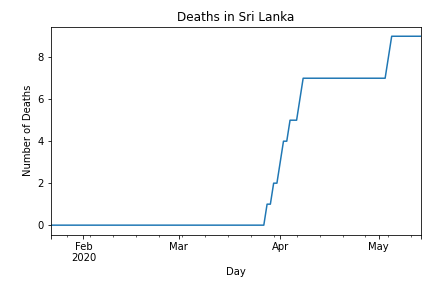 Deaths in Sri Lanka
Number of Deaths
8
6
4
2
0
Feb
2020
Mar
Apr
May
Day